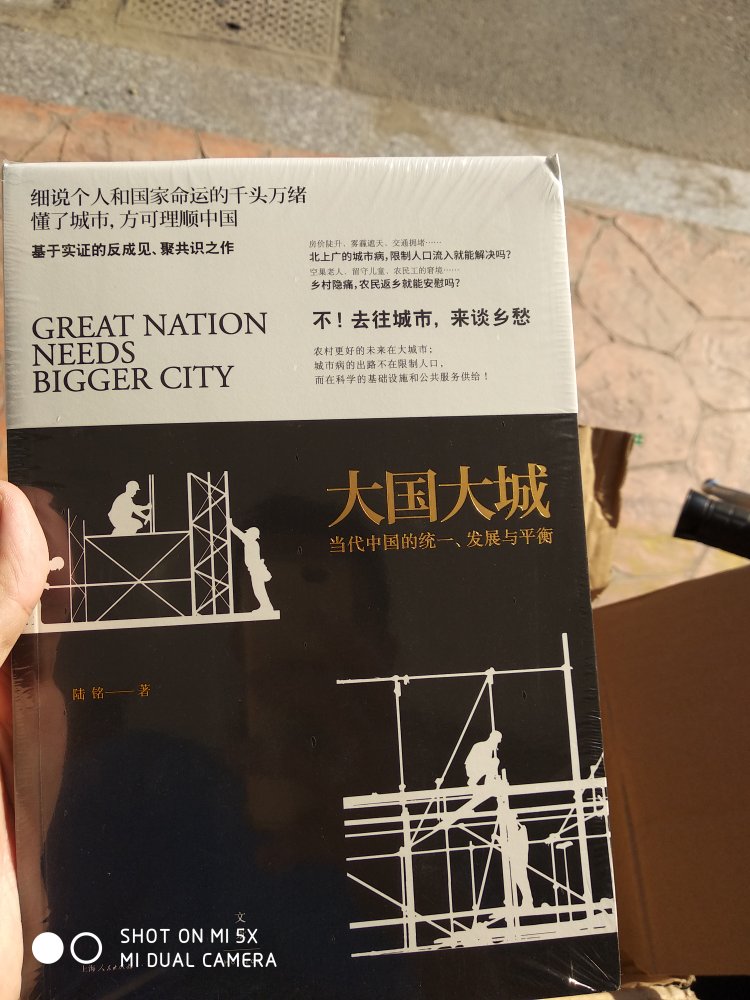 细说个人和国家命运的千头万绪
懂了城市，方可理顺中国
基于实证的反成见、聚共识之作
房价陡升、雾霾遮天、交通拥堵……
北上广的城市病，限制人口流入就能解决吗？
空巢老人、留守儿童、农民工的窘境……
乡村隐痛，农民返乡就能安慰吗？
不！去往城市，来谈乡愁
农村更好的未来在大城市；
城市病的出路不在限制人口，
而在科学的基础设施和公共服务供给！
GREAT NATION
NEEDS
BIGGER CITY
大国大城
当代中国的统一、发展与平衡
陆 铭——著
文
上海人民出版社
SHOT ON MI 5X
MI DUAL CAMERA